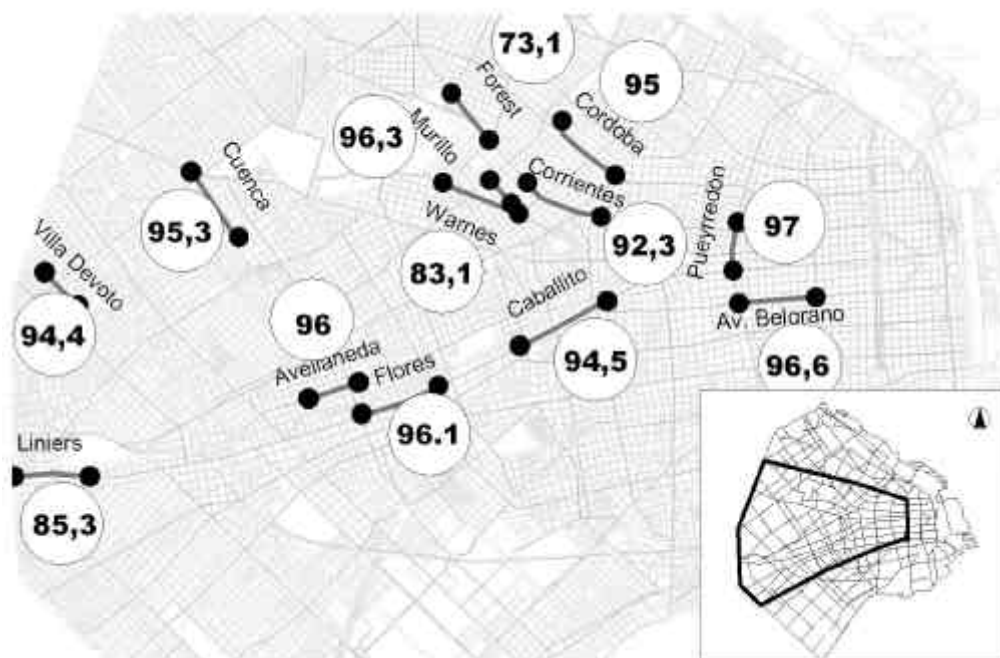 73,1
95
Forest
Cordoba
96,3
Murillo
Cuenca
Corrientes
95,3
Warnes
92,3
Pueyrredón
97
Villa Devoto
83,1
Caballito
94,4
96
94,5
Av. Belgrano
96,6
Avellaneda
Flores
96.1
Liniers
85,3